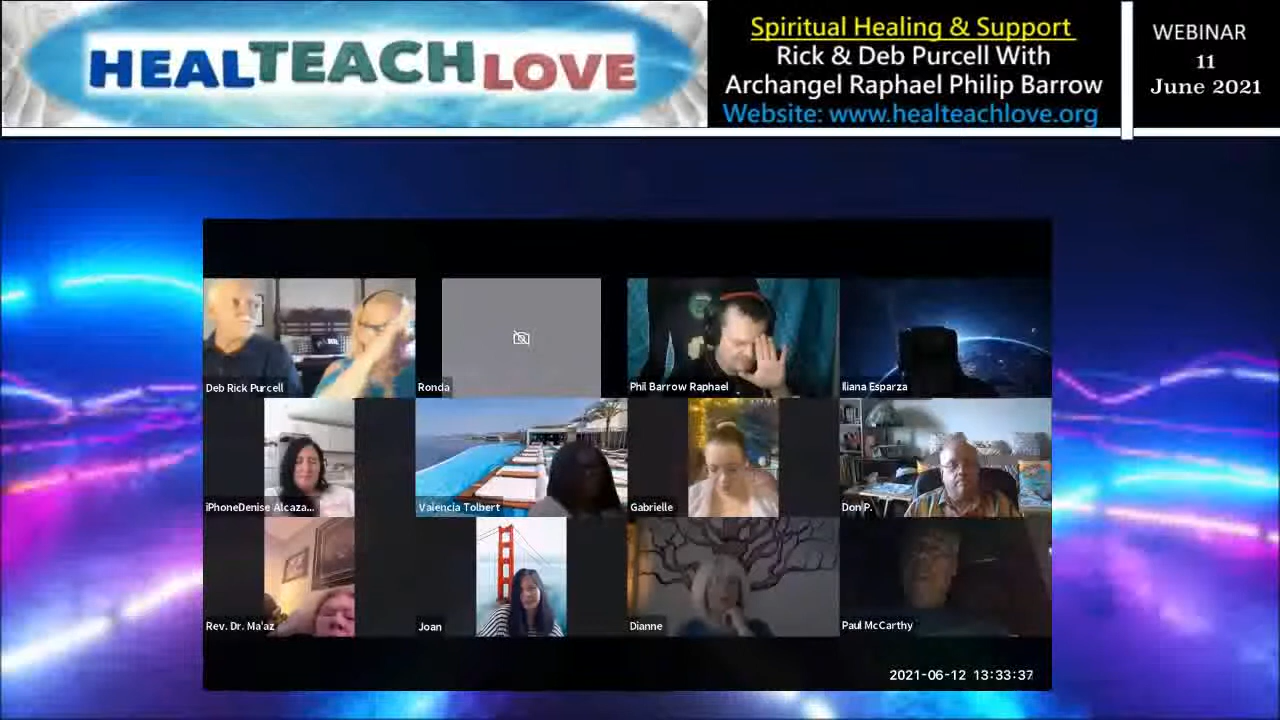 HEALTEACHLOVE
Spiritual Healing & Support
Rick & Deb Purcell With
Archangel Raphael Philip Barrow
Website: www.healteachlove.org
WEBINAR
11
June 2021
Deb Rick Purcell
Ronda
Phil Barrow Raphael
Iliana Esparza
iPhoneDenise Alcaza...
Valencia Tolbert
Gabrielle
Don P.
Rev. Dr. Ma'az
Joan
Dianne
Paul McCarthy
2021-06-12 13:33:37